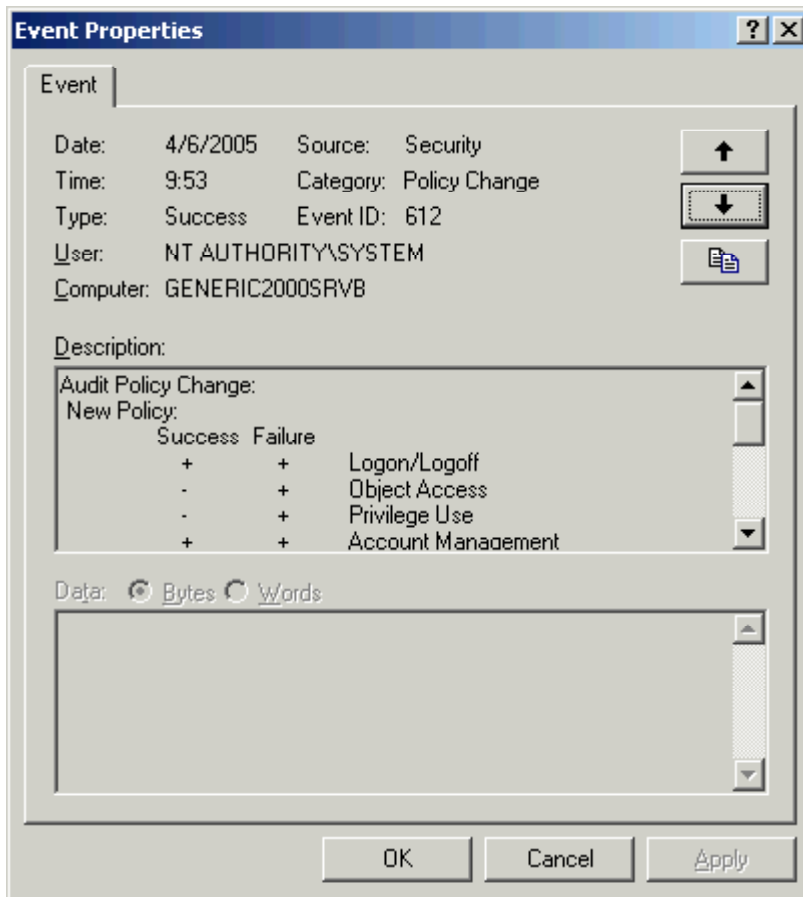 Event Properties
Event
Date: 4/6/2005 Source: Security
Time: 9:53 Category: Policy Change
Type: Success Event ID: 612
User: NT AUTHORITY\SYSTEM
Computer: GENERIC2000SRVB
Description:
Audit Policy Change:
New Policy:
Success Failure
+ + Logon/Logoff
- + Object Access
- + Privilege Use
+ + Account Management
Data: Bytes Words
OK Cancel Apply